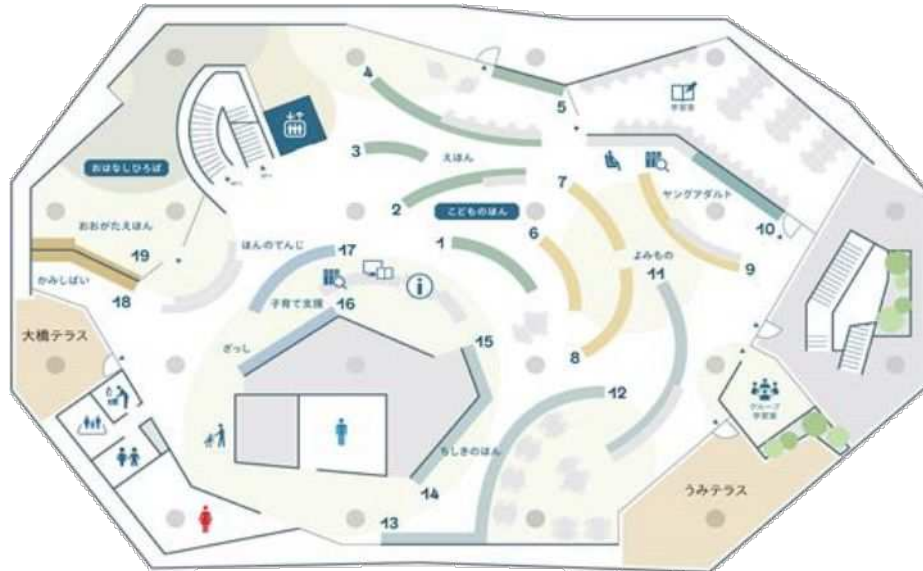 4
5
学習室
3
えほん
おはなしひろば
7
ヤングアダルト
2
こどものほん
おおがたえほん
6
10
19
ほんのてんじ
17
1
よみもの
9
11
かみしばい
18
子育て支援
16
大橋テラス
ざっし
15
8
12
グループ
学習室
ちしきのほん
14
うみテラス
13